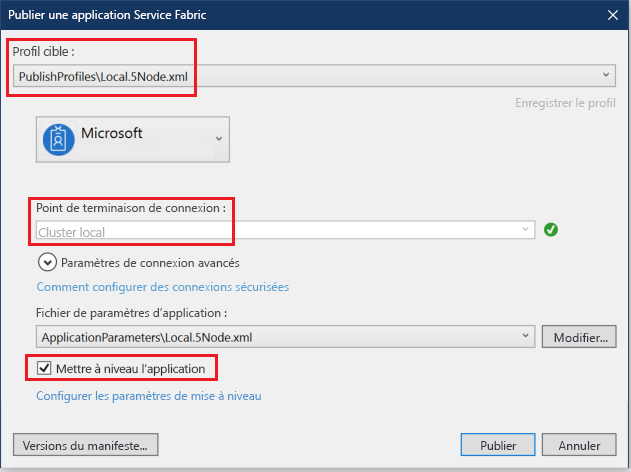 Publier une application Service Fabric
Profil cible :
PublishProfiles\Local.5Node.xml
Enregistrer le profil
Microsoft
Point de terminaison de connexion :
Cluster local
Paramètres de connexion avancés
Comment configurer des connexions sécurisées
Fichier de paramètres d’application :
ApplicationParameters\Local.5Node.xml
Modifier...
Mettre à niveau l’application
Configurer les paramètres de mise à niveau
Versions du manifeste...
Publier
Annuler